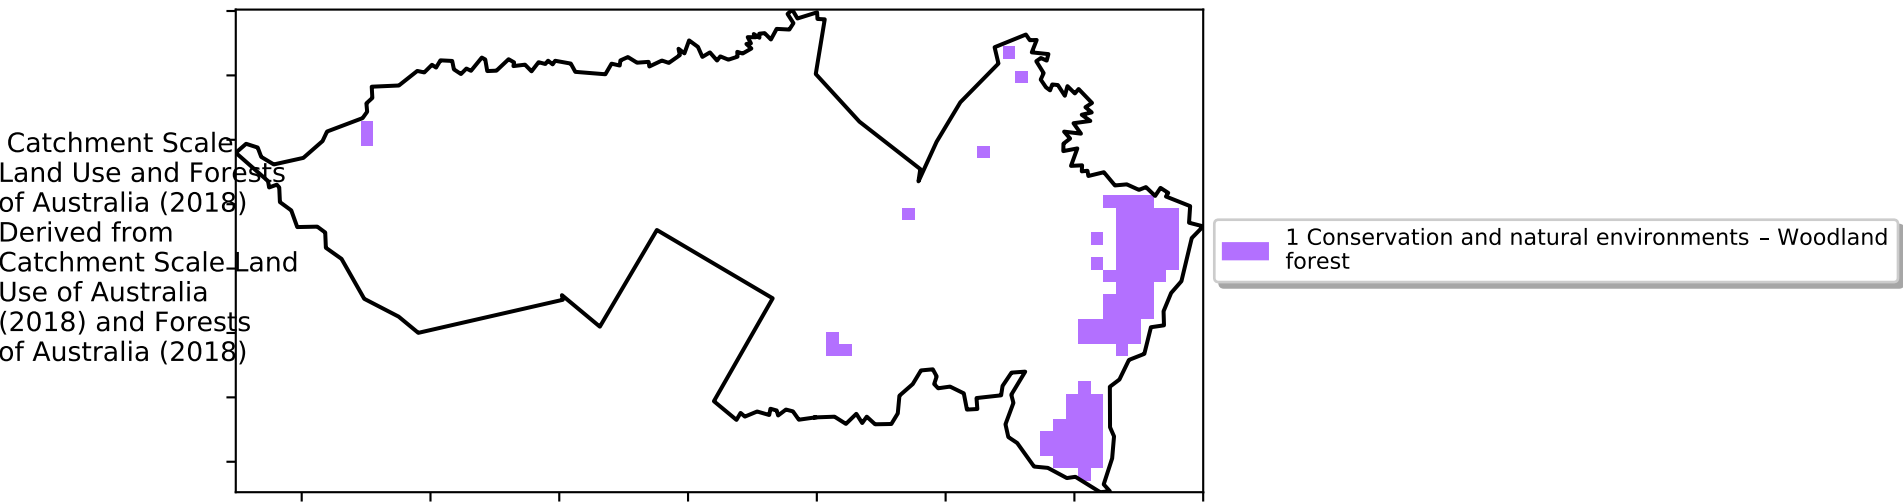 Catchment Scale
Land Use and Forests
of Australia (2018)
Derived from
Catchment Scale Land
Use of Australia
(2018) and Forests
of Australia (2018)
1 Conservation and natural environments – Woodland
forest